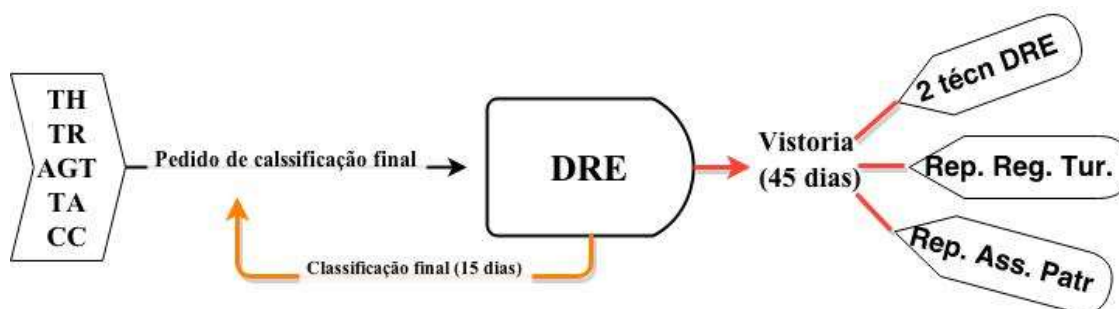 TH
TR
AGT
TA
CC
Pedido de calssificação final
DRE
Classificação final (15 dias)
Vistoria
(45 dias)
2 técn DRE
Rep. Reg. Tur.
Rep. Ass. Patr